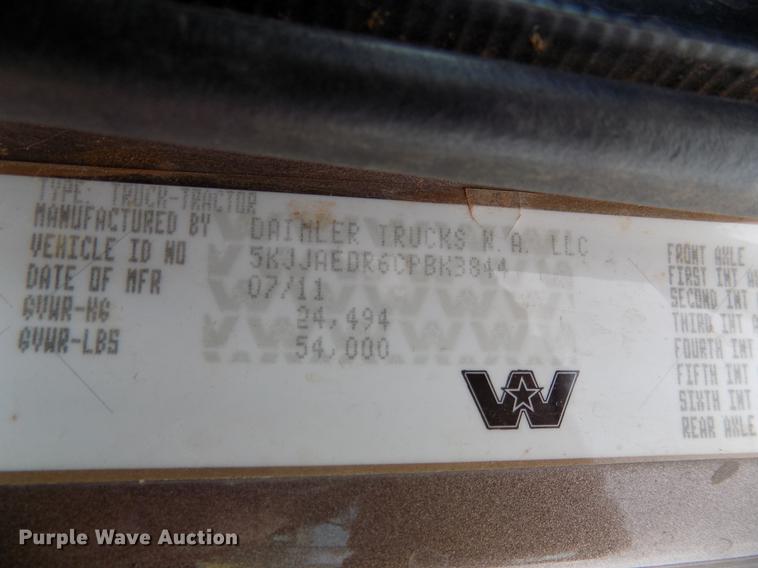 TYPE: TRUCK-TRACTOR
MANUFACTURED BY DAIMLER TRUCKS N.A. LLC
VEHICLE ID NO 5KJJAEDR6CPBK3844
DATE OF MFR 07/11
GVWR-KG 24,494
GVWR-LBS 54,000
FRONT AXLE
FIRST INT A
SECOND INT
THIRD INT A
FOURTH INT
FIFTH INT
SIXTH INT
REAR AXLE
Purple Wave Auction